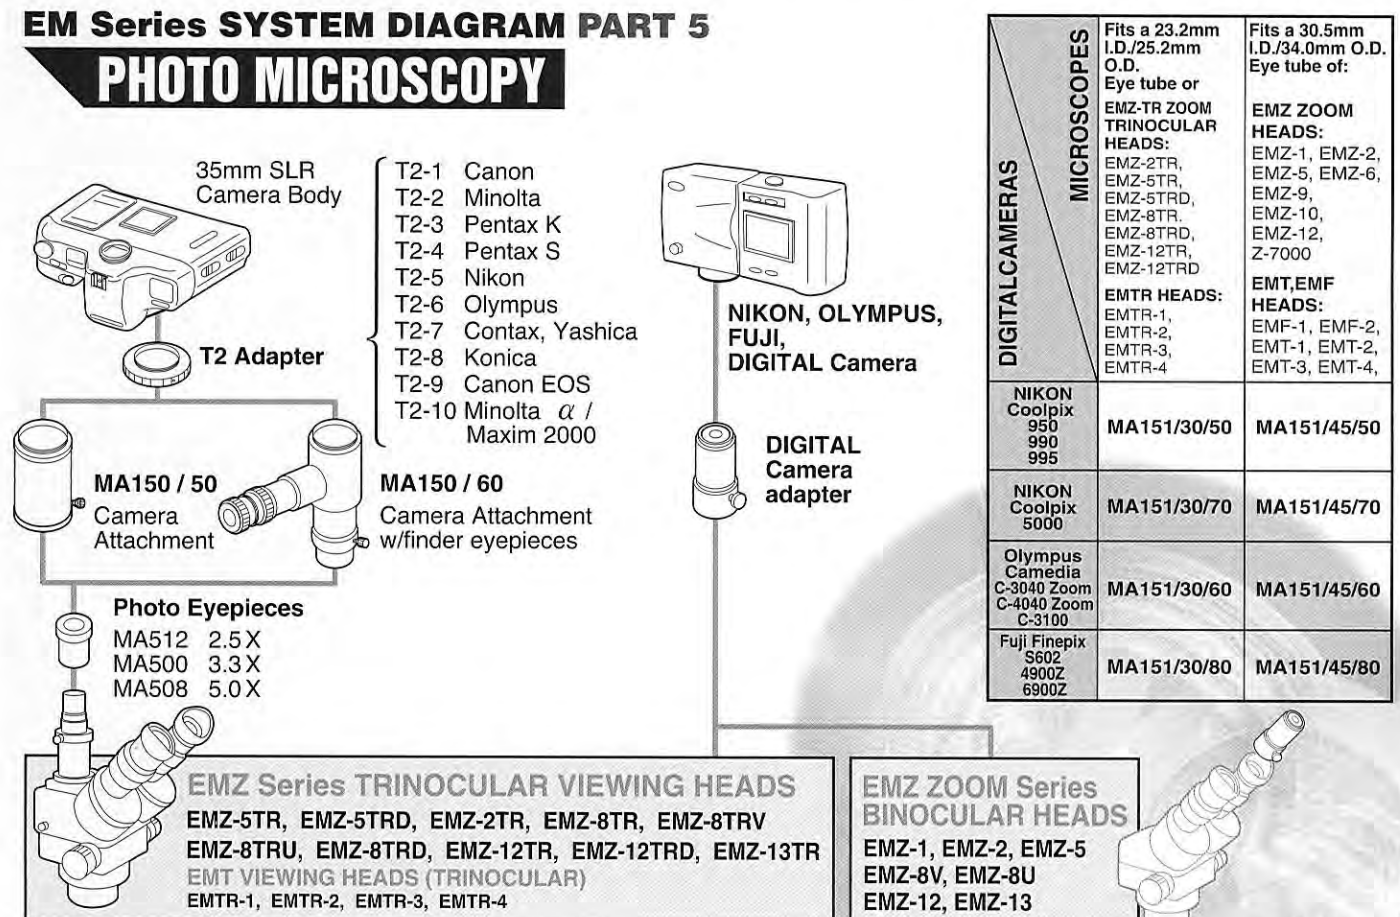 EM Series SYSTEM DIAGRAM PART 5
PHOTO MICROSCOPY
35mm SLR
Camera Body
T2 Adapter
T2-1 Canon
T2-2 Minolta
T2-3 Pentax K
T2-4 Pentax S
T2-5 Nikon
T2-6 Olympus
T2-7 Contax, Yashica
T2-8 Konica
T2-9 Canon EOS
T2-10 Minolta α /
Maxim 2000
MA150 / 50
Camera
Attachment
MA150 / 60
Camera Attachment
w/finder eyepieces
Photo Eyepieces
MA512 2.5X
MA500 3.3X
MA508 5.0X
NIKON, OLYMPUS,
FUJI,
DIGITAL Camera
DIGITAL
Camera
adapter
DIGITALCAMERAS
MICROSCOPES
Fits a 23.2mm
I.D./25.2mm
O.D.
Eye tube or
EMZ-TR ZOOM
TRINOCULAR
HEADS:
EMZ-2TR,
EMZ-5TR,
EMZ-5TRD,
EMZ-8TR.
EMZ-8TRD,
EMZ-12TR,
EMZ-12TRD
EMTR HEADS:
EMTR-1,
EMTR-2,
EMTR-3,
EMTR-4
Fits a 30.5mm
I.D./34.0mm O.D.
Eye tube of:
EMZ ZOOM
HEADS:
EMZ-1, EMZ-2,
EMZ-5, EMZ-6,
EMZ-9,
EMZ-10,
EMZ-12,
Z-7000
EMT,EMF
HEADS:
EMF-1, EMF-2,
EMT-1, EMT-2,
EMT-3, EMT-4,
NIKON
Coolpix
950
990
995
MA151/30/50
MA151/45/50
NIKON
Coolpix
5000
MA151/30/70
MA151/45/70
Olympus
Camedia
C-3040 Zoom
C-4040 Zoom
C-3100
MA151/30/60
MA151/45/60
Fuji Finepix
S602
4900Z
6900Z
MA151/30/80
MA151/45/80
EMZ Series TRINOCULAR VIEWING HEADS
EMZ-5TR, EMZ-5TRD, EMZ-2TR, EMZ-8TR, EMZ-8TRV
EMZ-8TRU, EMZ-8TRD, EMZ-12TR, EMZ-12TRD, EMZ-13TR
EMT VIEWING HEADS (TRINOCULAR)
EMTR-1, EMTR-2, EMTR-3, EMTR-4
EMZ ZOOM Series
BINOCULAR HEADS
EMZ-1, EMZ-2, EMZ-5
EMZ-8V, EMZ-8U
EMZ-12, EMZ-13